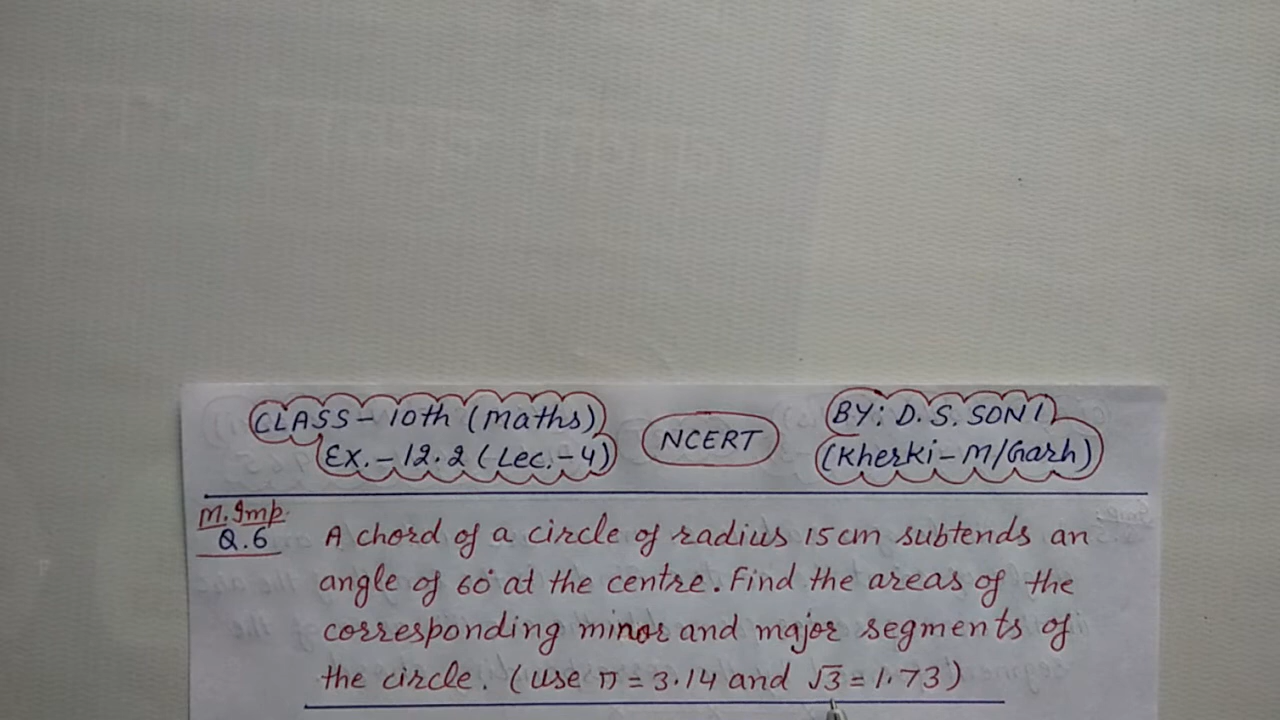 CLASS - 10th (Maths)
Ex. - 12.2 (Lec. - 4)
NCERT
BY: D. S. SONI
(Kherki - M/Garh)
M. Imp.
Q.6 A chord of a circle of radius 15 cm subtends an
angle of 60° at the centre. Find the areas of the
corresponding minor and major segments of
the circle. (use π = 3.14 and √3 = 1.73)